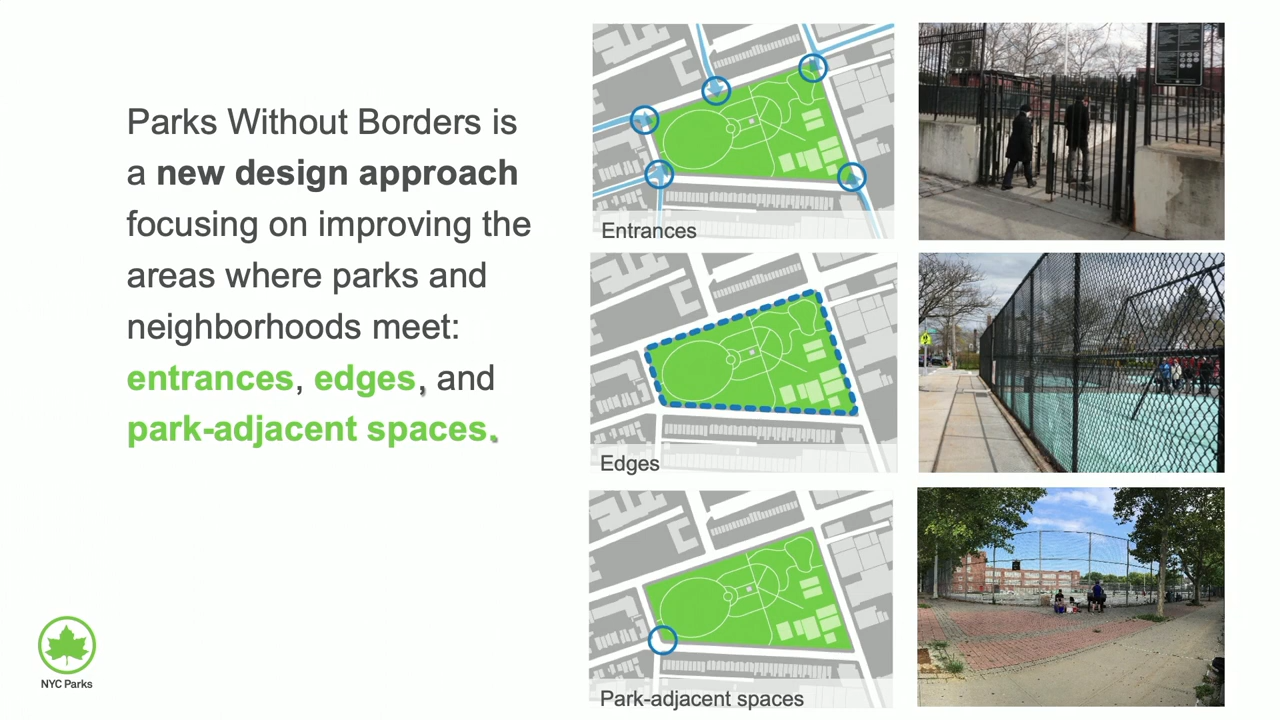 Parks Without Borders is
a new design approach
focusing on improving the
areas where parks and
neighborhoods meet:
entrances, edges, and
park-adjacent spaces.
Entrances
Edges
Park-adjacent spaces
NYC Parks